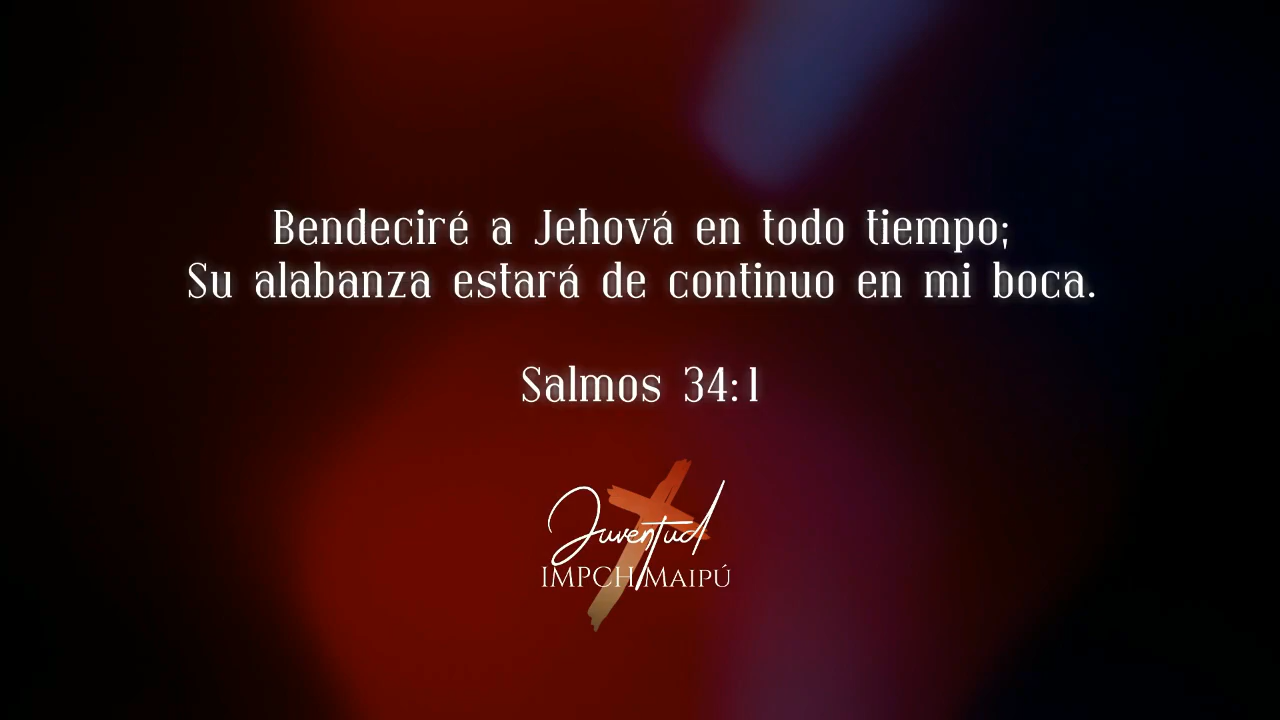 Bendeciré a Jehová en todo tiempo;
Su alabanza estará de continuo en mi boca.
Salmos 34:1
Juventud
IMPCH Maipú